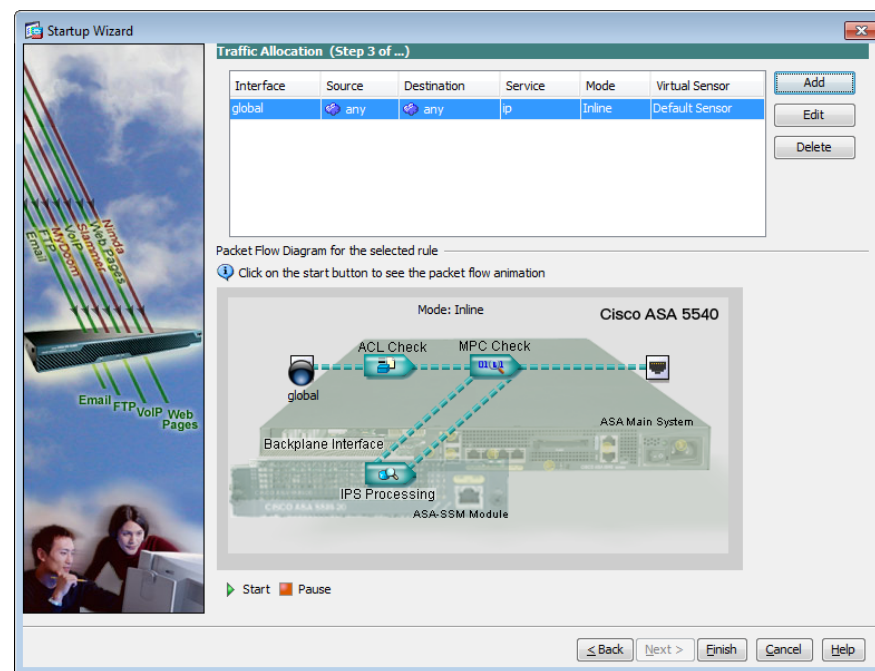 Startup Wizard
Traffic Allocation (Step 3 of ...)
Interface Source Destination Service Mode Virtual Sensor
global any any ip Inline Default Sensor
Add
Edit
Delete
Nimda
Web Pages
Slammer
VoIP
MyDoom
FTP
Email
Email
FTP
VoIP
Web
Pages
Packet Flow Diagram for the selected rule
Click on the start button to see the packet flow animation
Mode: Inline
Cisco ASA 5540
ACL Check
MPC Check
global
ASA Main System
Backplane Interface
IPS Processing
ASA-SSM Module
Start
Pause
< Back
Next >
Finish
Cancel
Help